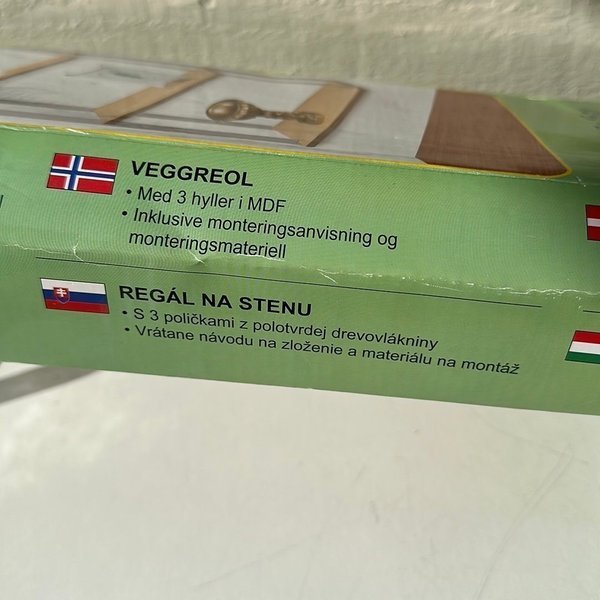 VEGGREOL
• Med 3 hyller i MDF
• Inklusive monteringsanvisning og
monteringsmateriell
REGÁL NA STENU
• S 3 poličkami z polotvrdej drevovlákniny
• Vrátane návodu na zloženie a materiálu na montáž